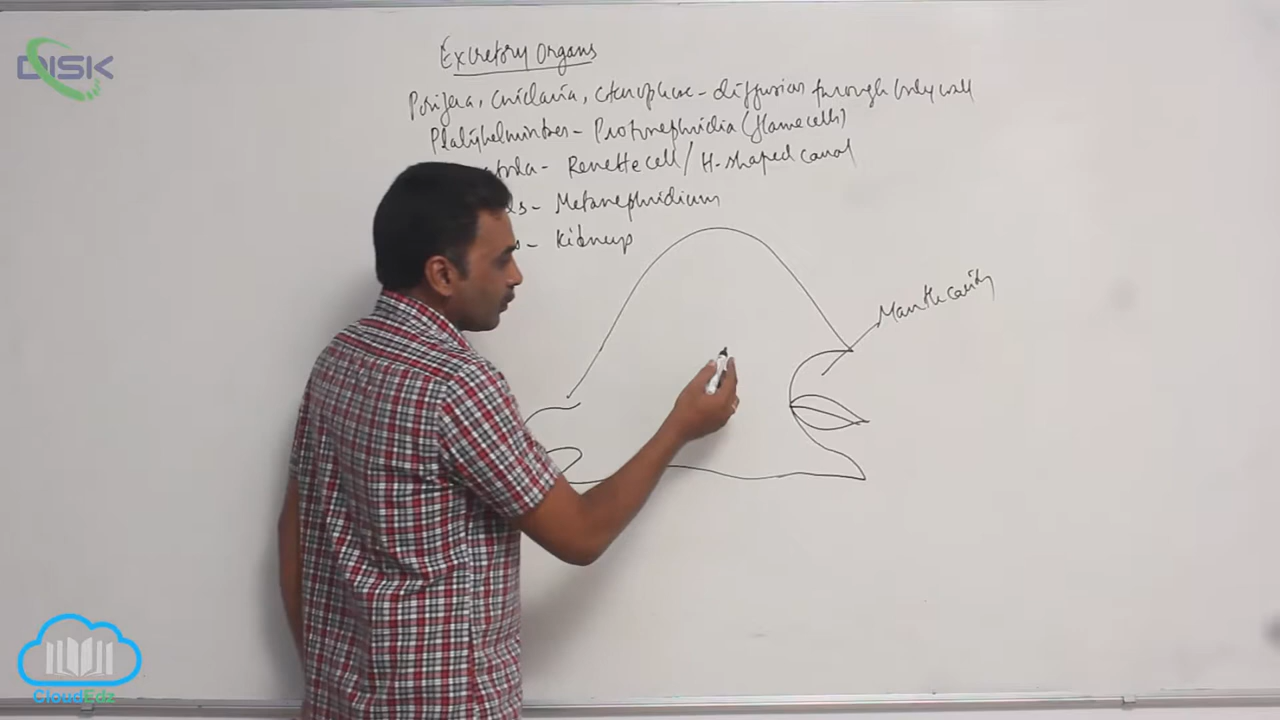 DISK
Excretory Organs
Porifera, Cnidaria, Ctenophore - diffusion through body wall
Platyhelmintes - Protonephridia (flame cells)
- Renette cell / H-shaped canal
- Metanephridium
- Kidneys
Mantle cavity
CloudEdz